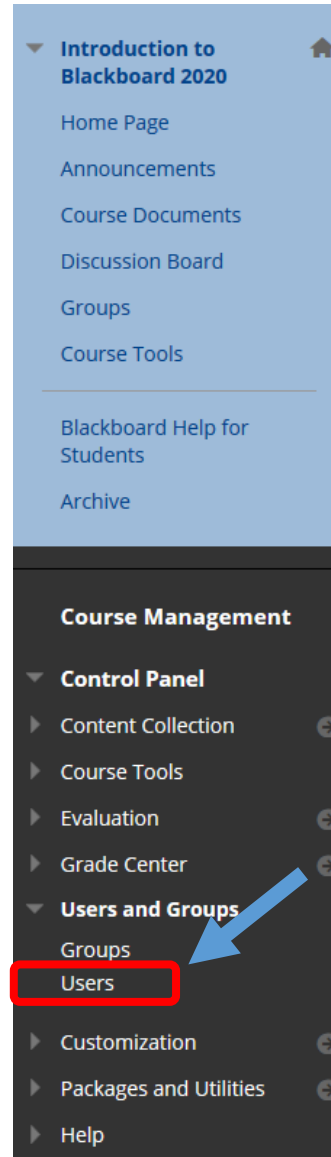 Introduction to
Blackboard 2020
Home Page
Announcements
Course Documents
Discussion Board
Groups
Course Tools
Blackboard Help for
Students
Archive
Course Management
Control Panel
Content Collection
Course Tools
Evaluation
Grade Center
Users and Groups
Groups
Users
Customization
Packages and Utilities
Help